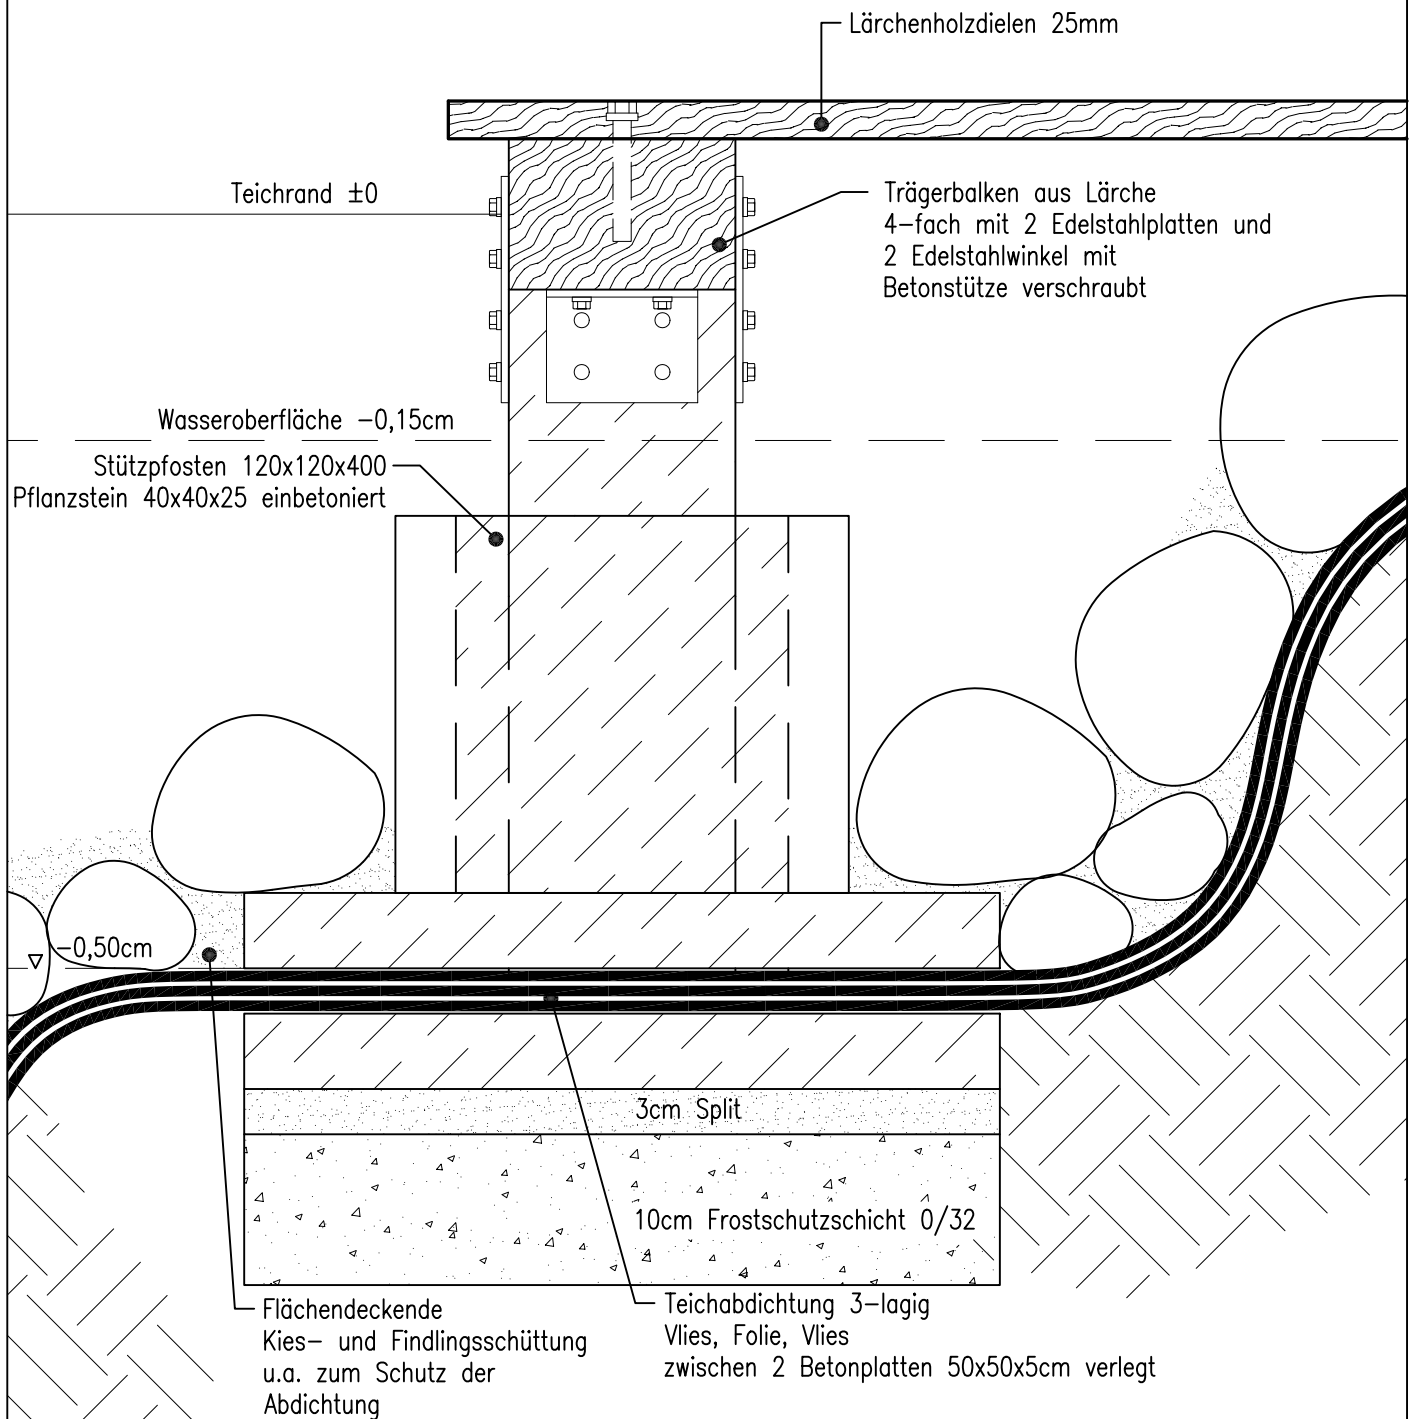 Lärchenholzdielen 25mm
Teichrand ±0
Trägerbalken aus Lärche
4-fach mit 2 Edelstahlplatten und
2 Edelstahlwinkel mit
Betonstütze verschraubt
Wasseroberfläche -0,15cm
Stützpfosten 120x120x400
Pflanzstein 40x40x25 einbetoniert
-0,50cm
3cm Split
10cm Frostschutzschicht 0/32
Flächendeckende
Kies- und Findlingsschüttung
u.a. zum Schutz der
Abdichtung
Teichabdichtung 3-lagig
Vlies, Folie, Vlies
zwischen 2 Betonplatten 50x50x5cm verlegt